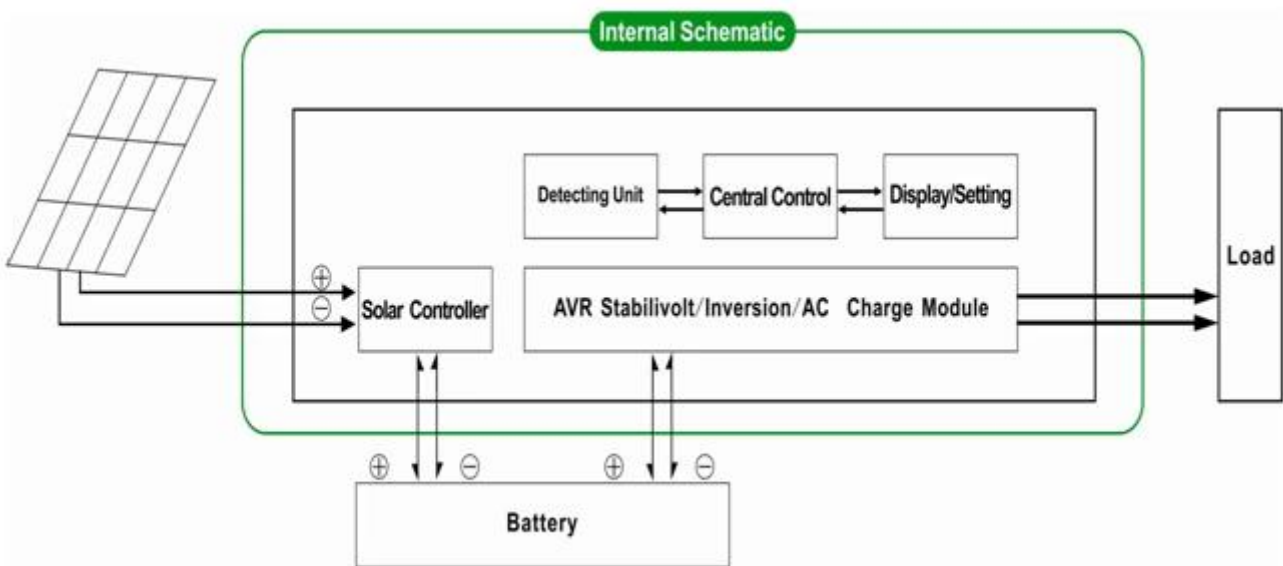 Internal Schematic
Detecting Unit
Central Control
Display/Setting
Load
⊕
⊖
Solar Controller
AVR Stabilivolt/Inversion/AC Charge Module
⊕ ⊖ ⊕ ⊖
Battery